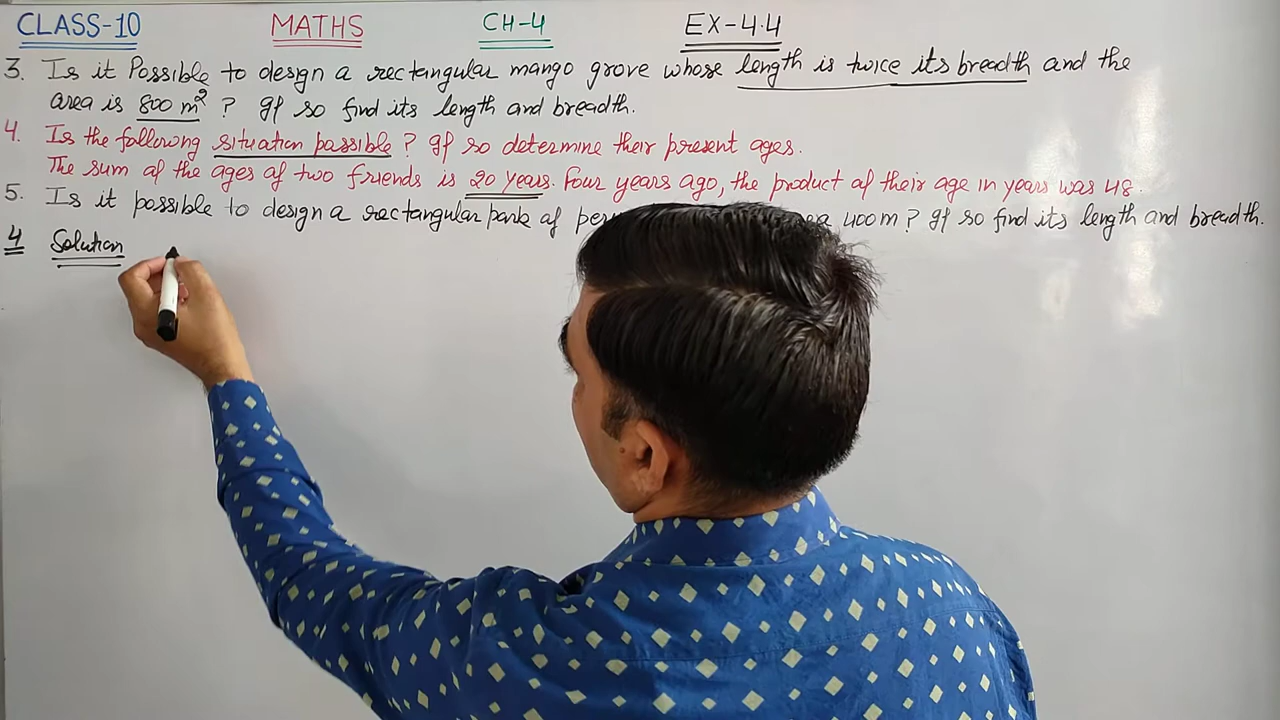 CLASS-10 MATHS CH-4 EX-4.4
3. Is it Possible to design a rectangular mango grove whose length is twice its breadth and the
area is 800 m² ? If so find its length and breadth.
4. Is the following situation possible ? If so determine their present ages.
The sum of the ages of two friends is 20 years. Four years ago, the product of their age in years was 48.
5. Is it possible to design a rectangular park of 400m ? If so find its length and breadth.
4 Solution